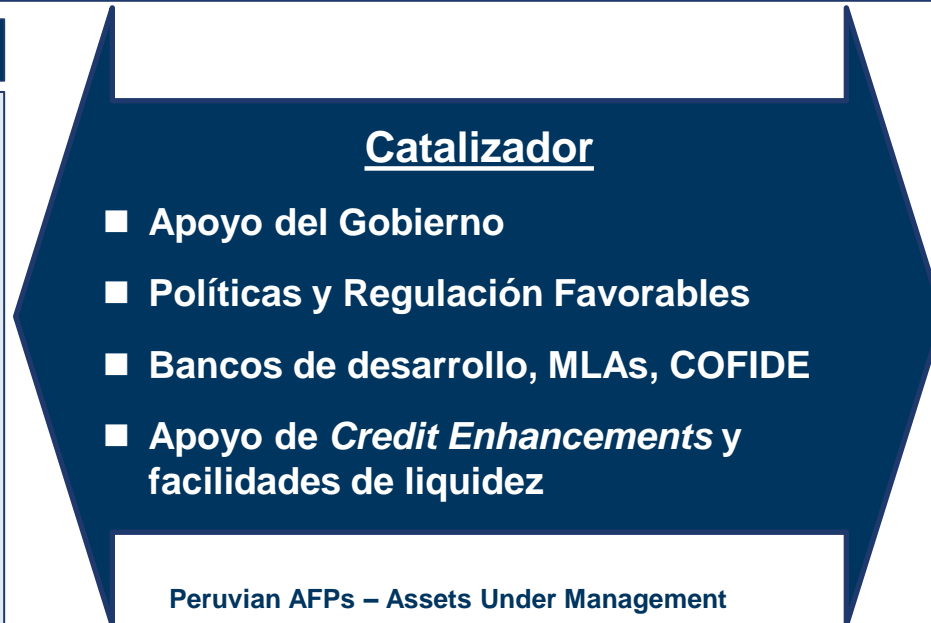 Catalizador
■ Apoyo del Gobierno
■ Políticas y Regulación Favorables
■ Bancos de desarrollo, MLAs, COFIDE
■ Apoyo de Credit Enhancements y
facilidades de liquidez
Peruvian AFPs – Assets Under Management